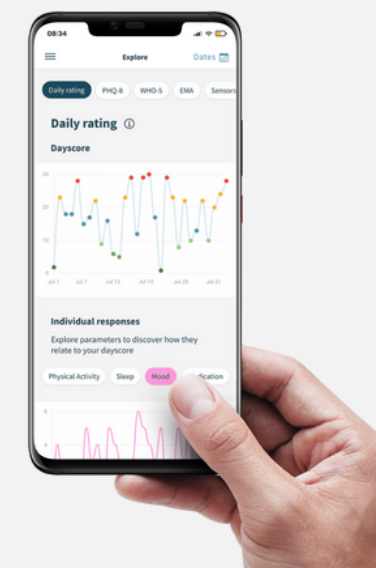 08:34
Explore
Dates
Daily rating PHQ-8 WHO-5 EMA Sensors
Daily rating
Dayscore
30
20
10
0
Jul 1 Jul 7 Jul 13 Jul 19 Jul 25 Jul 31
Individual responses
Explore parameters to discover how they
relate to your dayscore
Physical Activity Sleep Mood
6
4